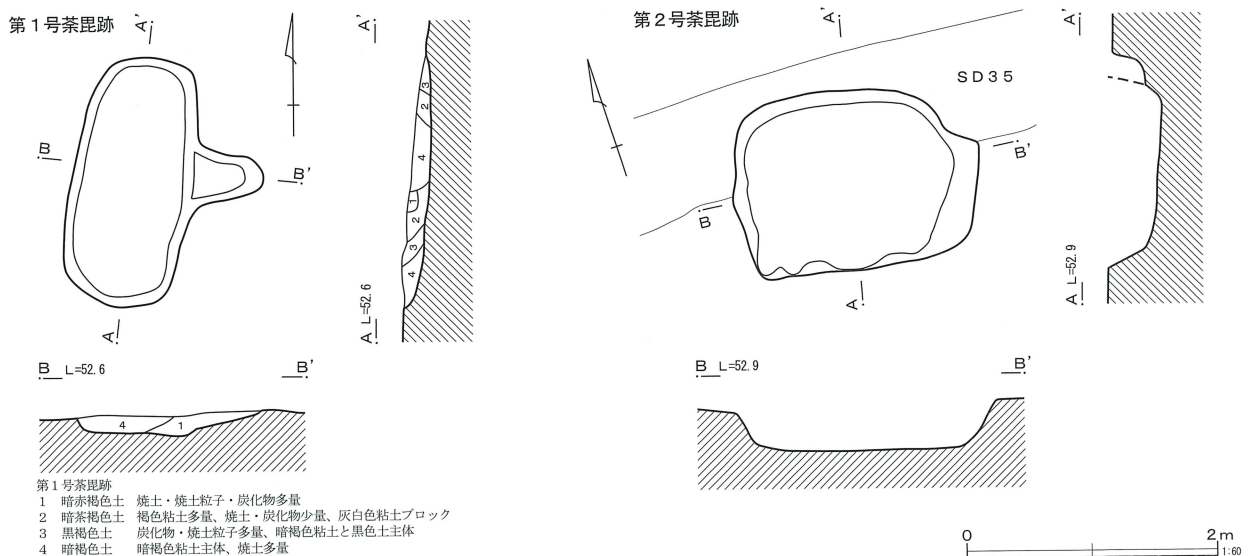 第1号荼毘跡
A'
A'
B
B'
3
2
4
1
2
3
4
A
A L=52.6
B L=52.6
B'
4
1
第2号荼毘跡
A'
A'
SD35
B'
B
A
A L=52.9
B L=52.9
B'
第1号荼毘跡
1 暗赤褐色土 焼土・焼土粒子・炭化物多量
2 暗茶褐色土 褐色粘土多量、焼土・炭化物少量、灰白色粘土ブロック
3 黒褐色土 炭化物・焼土粒子多量、暗褐色粘土と黒色土主体
4 暗褐色土 暗褐色粘土主体、焼土多量
0 2m
1:60